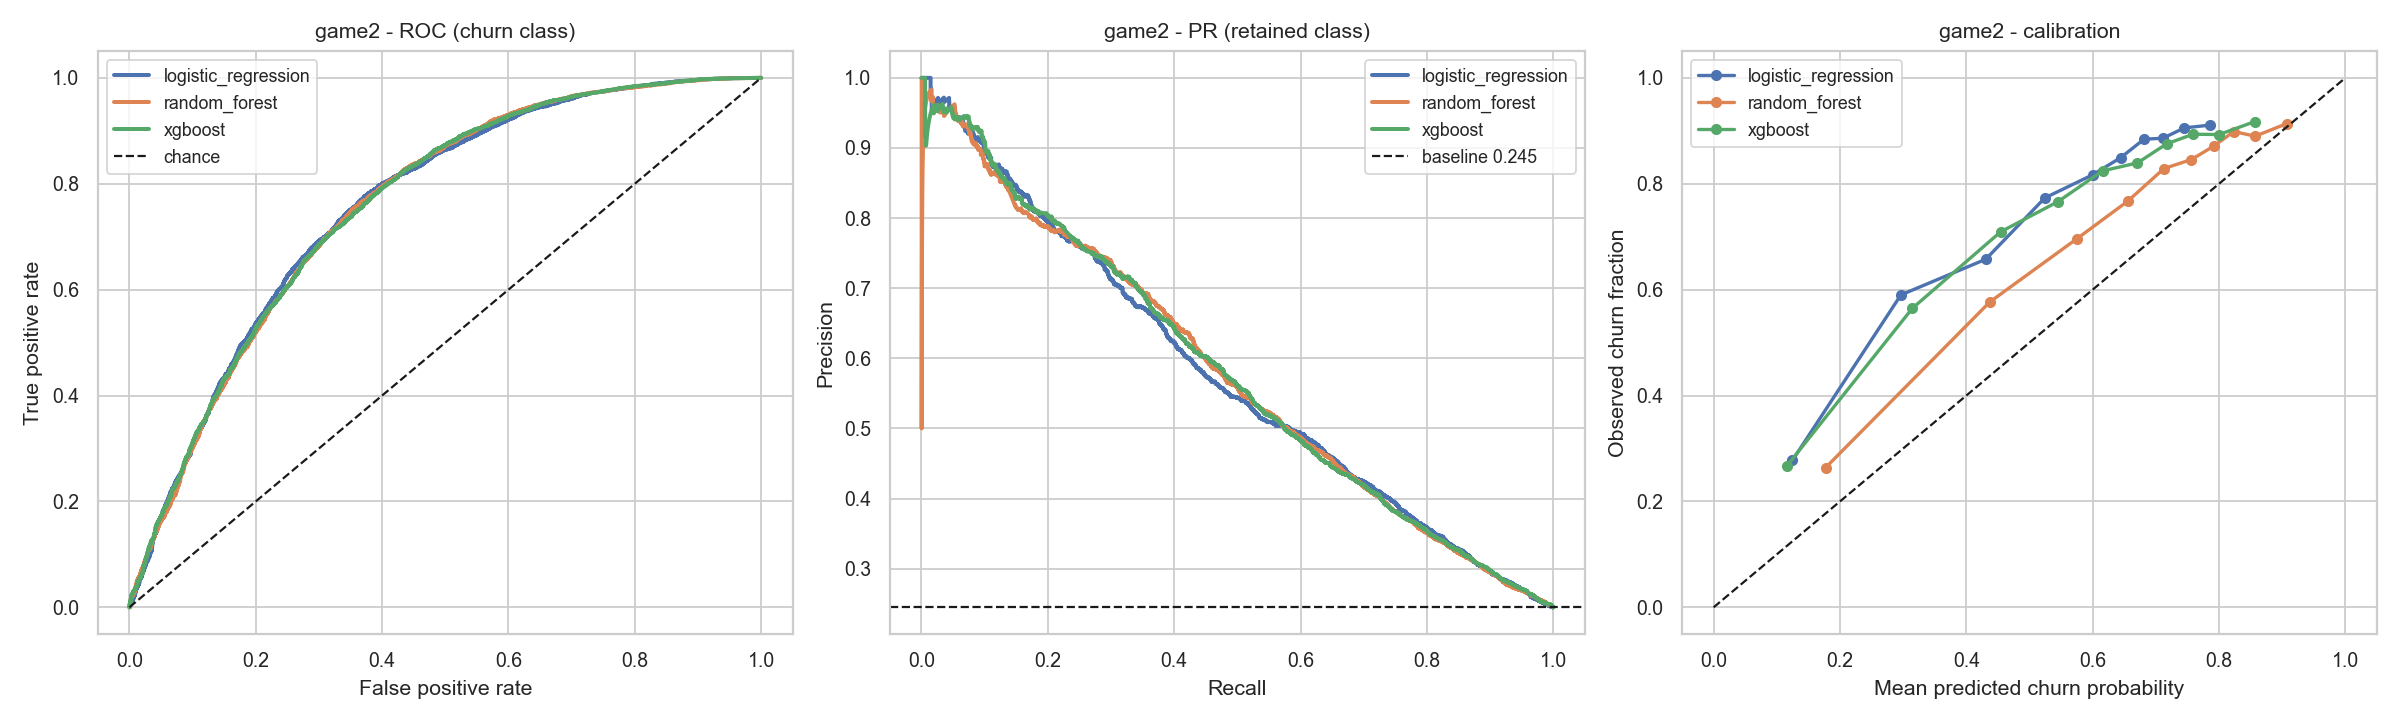 game2 - ROC (churn class)
1.0
0.8
0.6
0.4
0.2
0.0
True positive rate
logistic_regression
random_forest
xgboost
chance
0.0 0.2 0.4 0.6 0.8 1.0
False positive rate
game2 - PR (retained class)
1.0
0.9
0.8
0.7
0.6
0.5
0.4
0.3
Precision
logistic_regression
random_forest
xgboost
baseline 0.245
0.0 0.2 0.4 0.6 0.8 1.0
Recall
game2 - calibration
1.0
0.8
0.6
0.4
0.2
0.0
Observed churn fraction
logistic_regression
random_forest
xgboost
0.0 0.2 0.4 0.6 0.8 1.0
Mean predicted churn probability